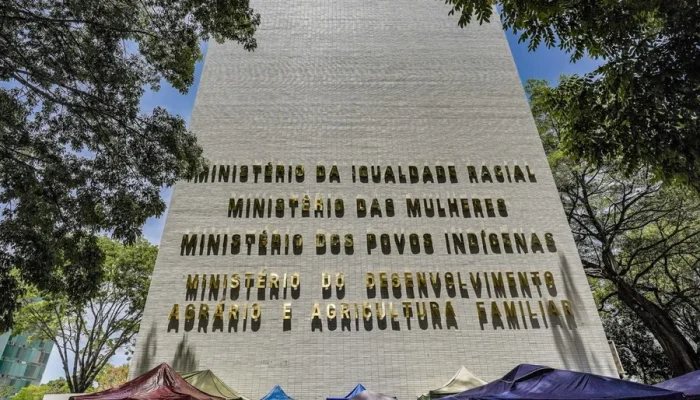 MINISTÉRIO DA IGUALDADE RACIAL
MINISTÉRIO DAS MULHERES
MINISTÉRIO DOS POVOS INDÍGENAS
MINISTÉRIO DO DESENVOLVIMENTO
AGRÁRIO E AGRICULTURA FAMILIAR